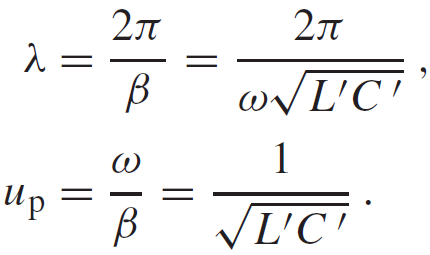 λ = 2π/β = 2π/(ω√(L′C′)) ,
u_p = ω/β = 1/√(L′C′) .